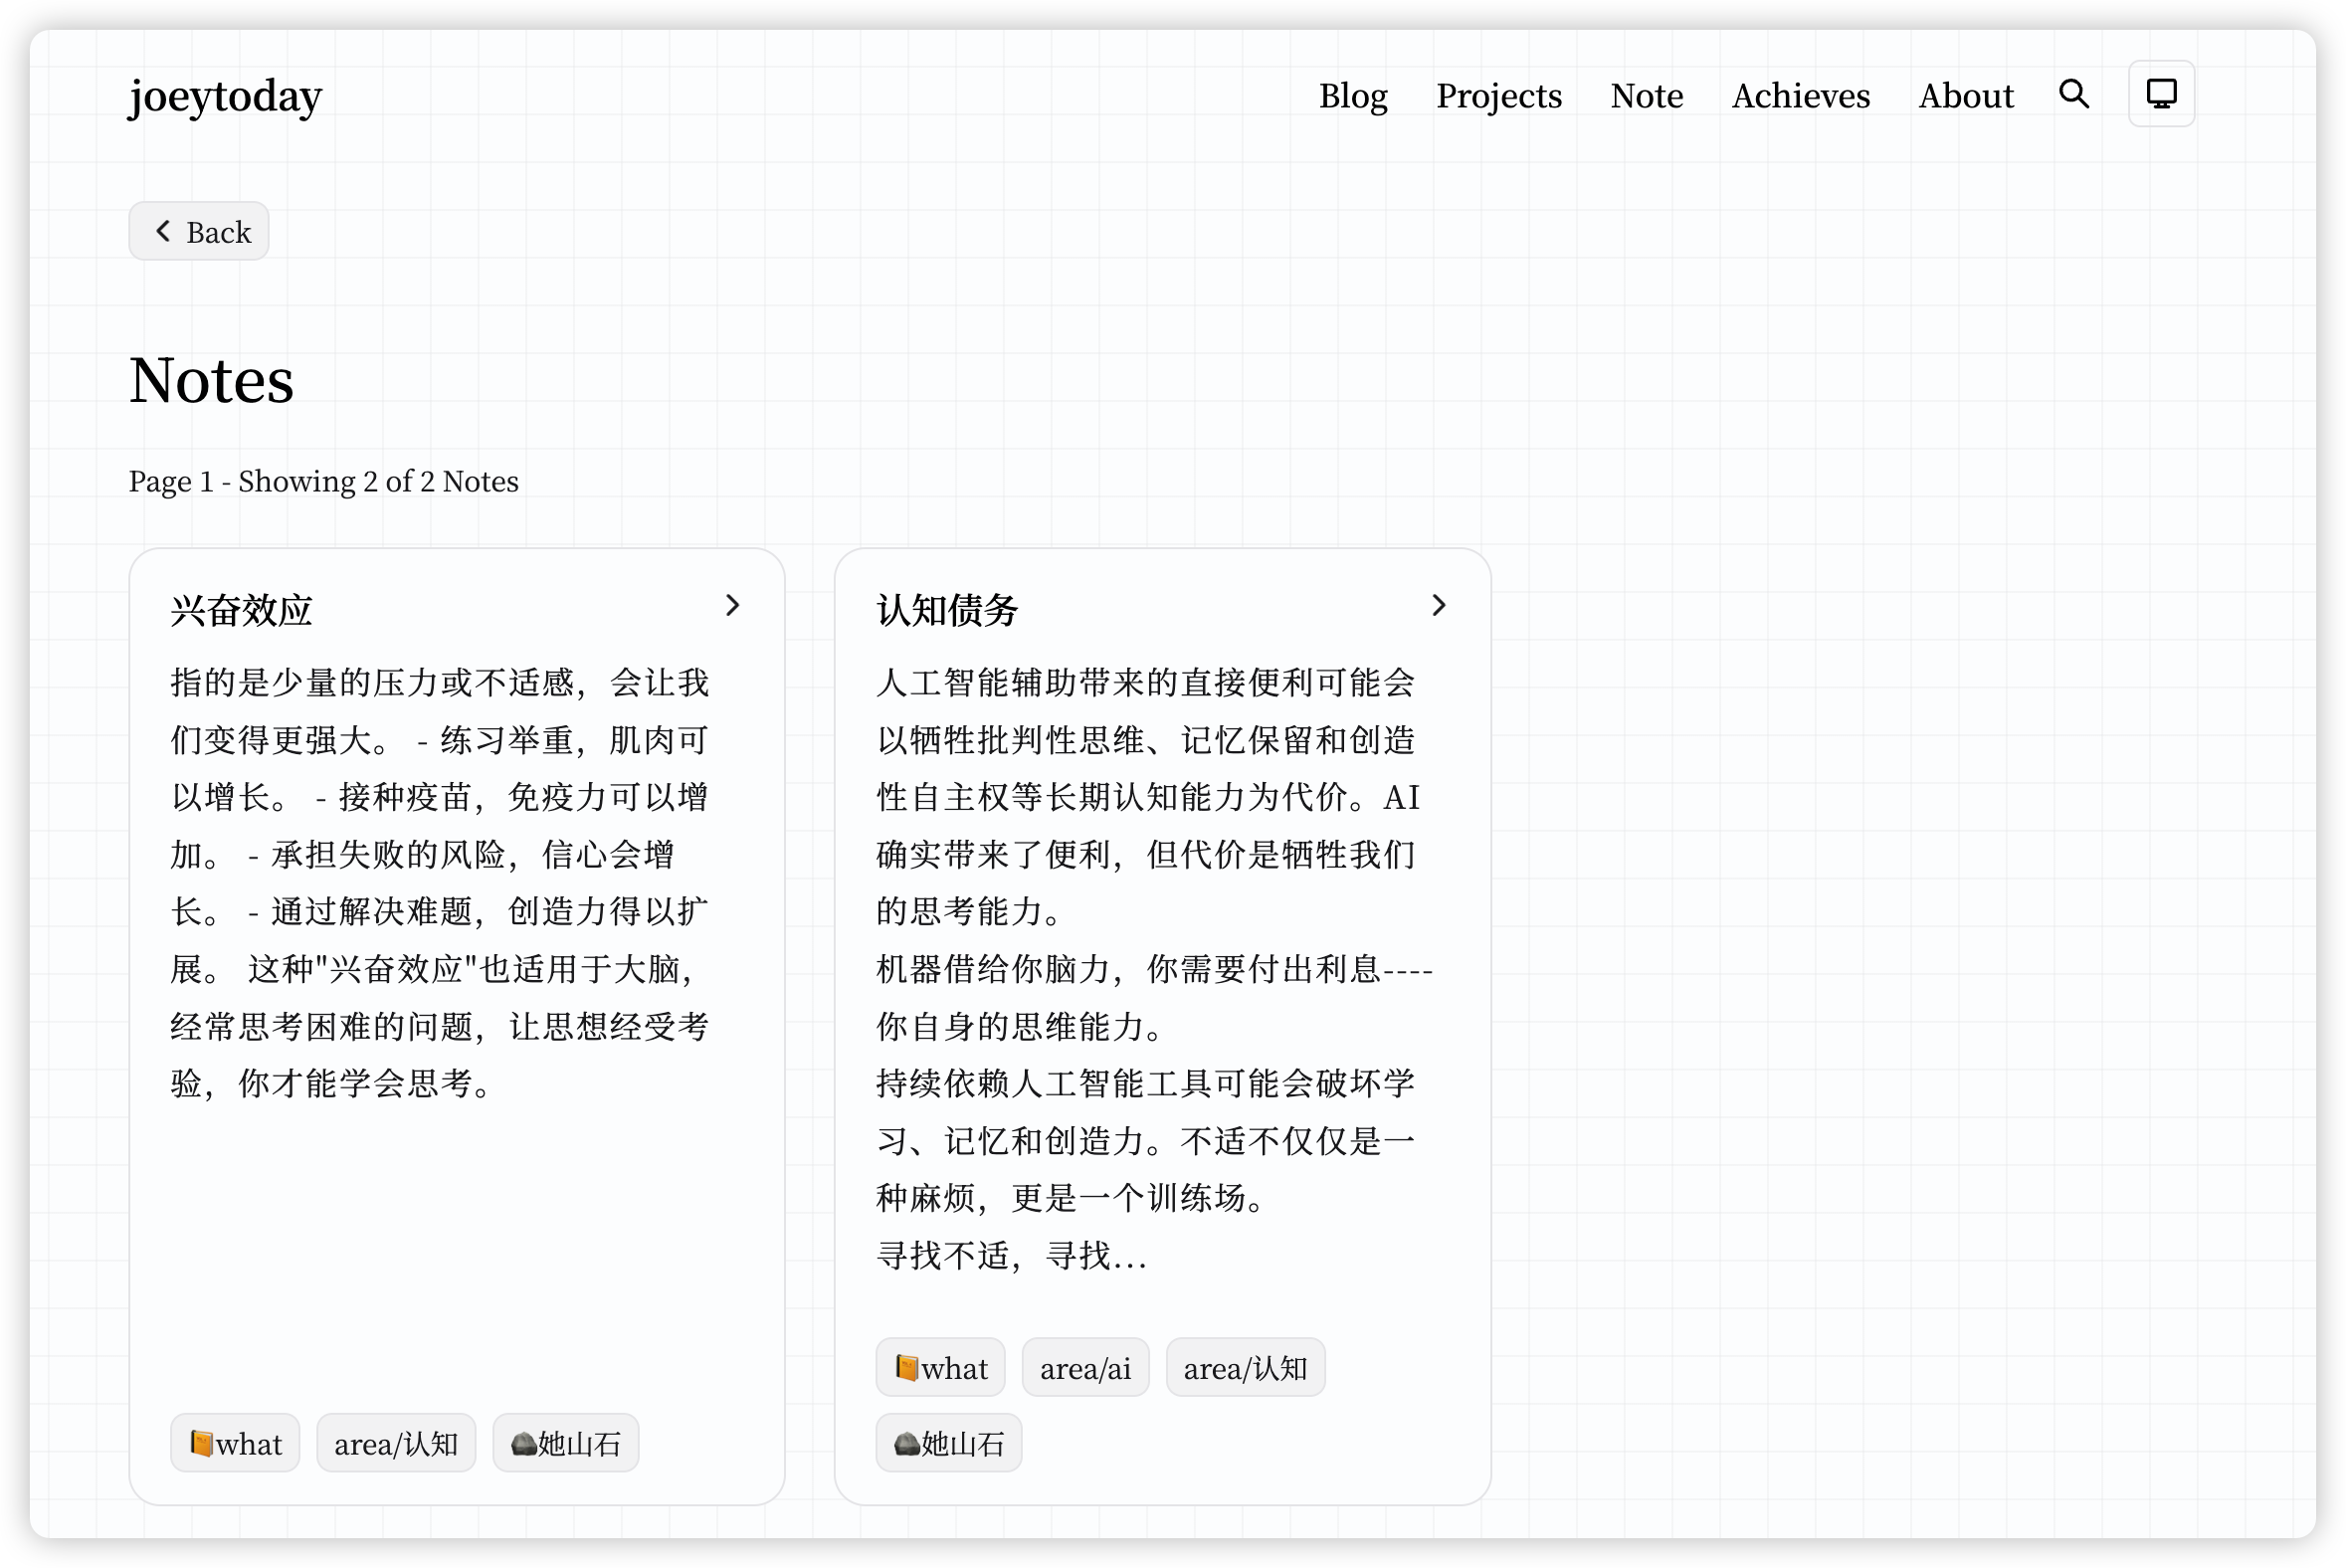 joeytoday
Blog Projects Note Achieves About
Back
Notes
Page 1 - Showing 2 of 2 Notes
兴奋效应
指的是少量的压力或不适感，会让我
们变得更强大。 - 练习举重，肌肉可
以增长。 - 接种疫苗，免疫力可以增
加。 - 承担失败的风险，信心会增
长。 - 通过解决难题，创造力得以扩
展。 这种"兴奋效应"也适用于大脑，
经常思考困难的问题，让思想经受考
验，你才能学会思考。
📙what area/认知 🪨她山石
认知债务
人工智能辅助带来的直接便利可能会
以牺牲批判性思维、记忆保留和创造
性自主权等长期认知能力为代价。AI
确实带来了便利，但代价是牺牲我们
的思考能力。
机器借给你脑力，你需要付出利息----
你自身的思维能力。
持续依赖人工智能工具可能会破坏学
习、记忆和创造力。不适不仅仅是一
种麻烦，更是一个训练场。
寻找不适，寻找...
📙what area/ai area/认知
🪨她山石